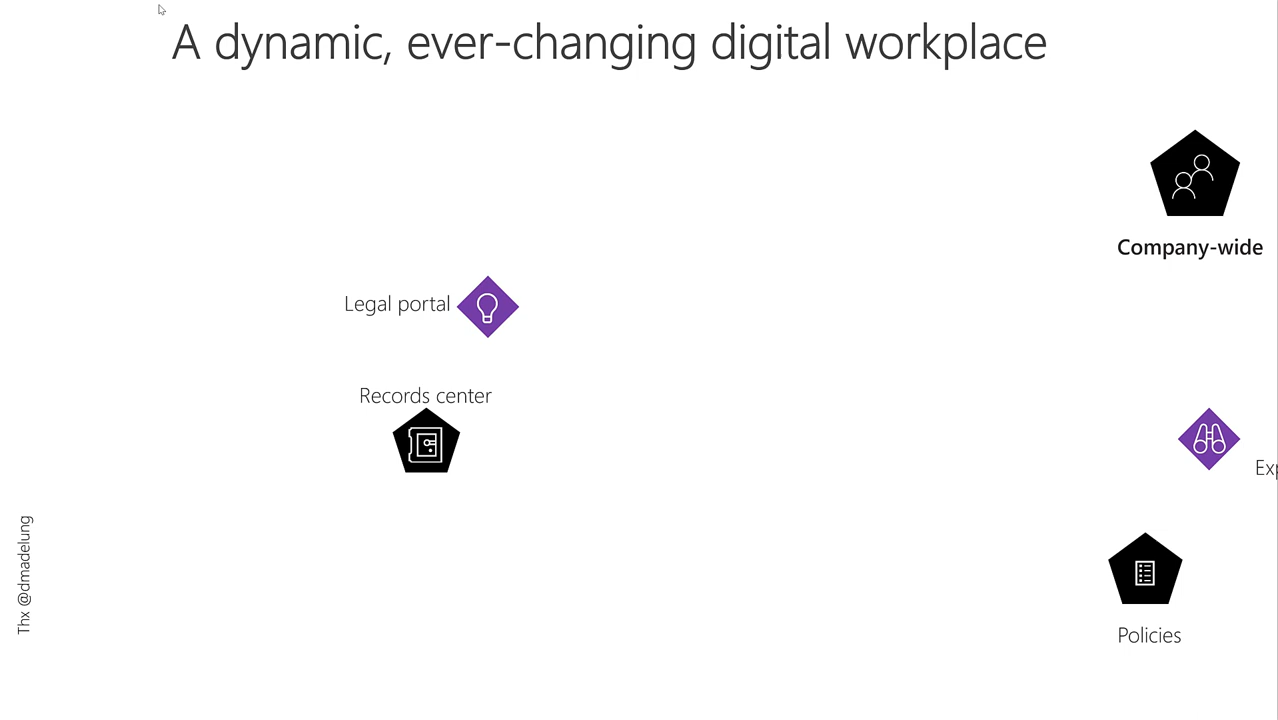 A dynamic, ever-changing digital workplace
Company-wide
Legal portal
Records center
Thx @dmadelung
Policies